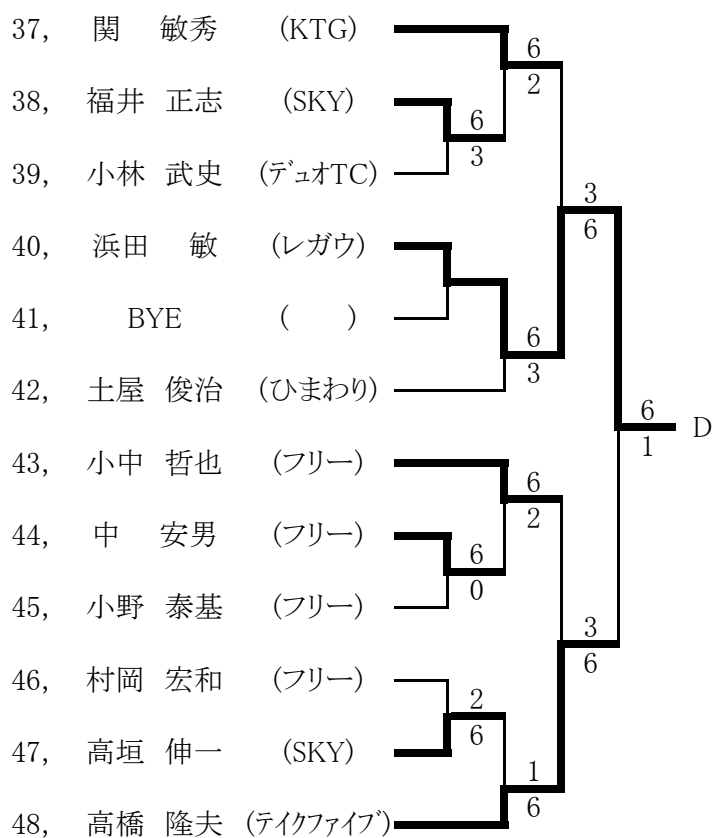 37, 関 敏秀 (KTG)
6
2
38, 福井 正志 (SKY)
6
3
39, 小林 武史 (デュオTC)
3
6
40, 浜田 敏 (レガウ)
41, BYE ( )
6
3
42, 土屋 俊治 (ひまわり)
6
1
D
43, 小中 哲也 (フリー)
6
2
44, 中 安男 (フリー)
6
0
45, 小野 泰基 (フリー)
3
6
46, 村岡 宏和 (フリー)
2
6
47, 高垣 伸一 (SKY)
1
6
48, 高橋 隆夫 (テイクファイブ)